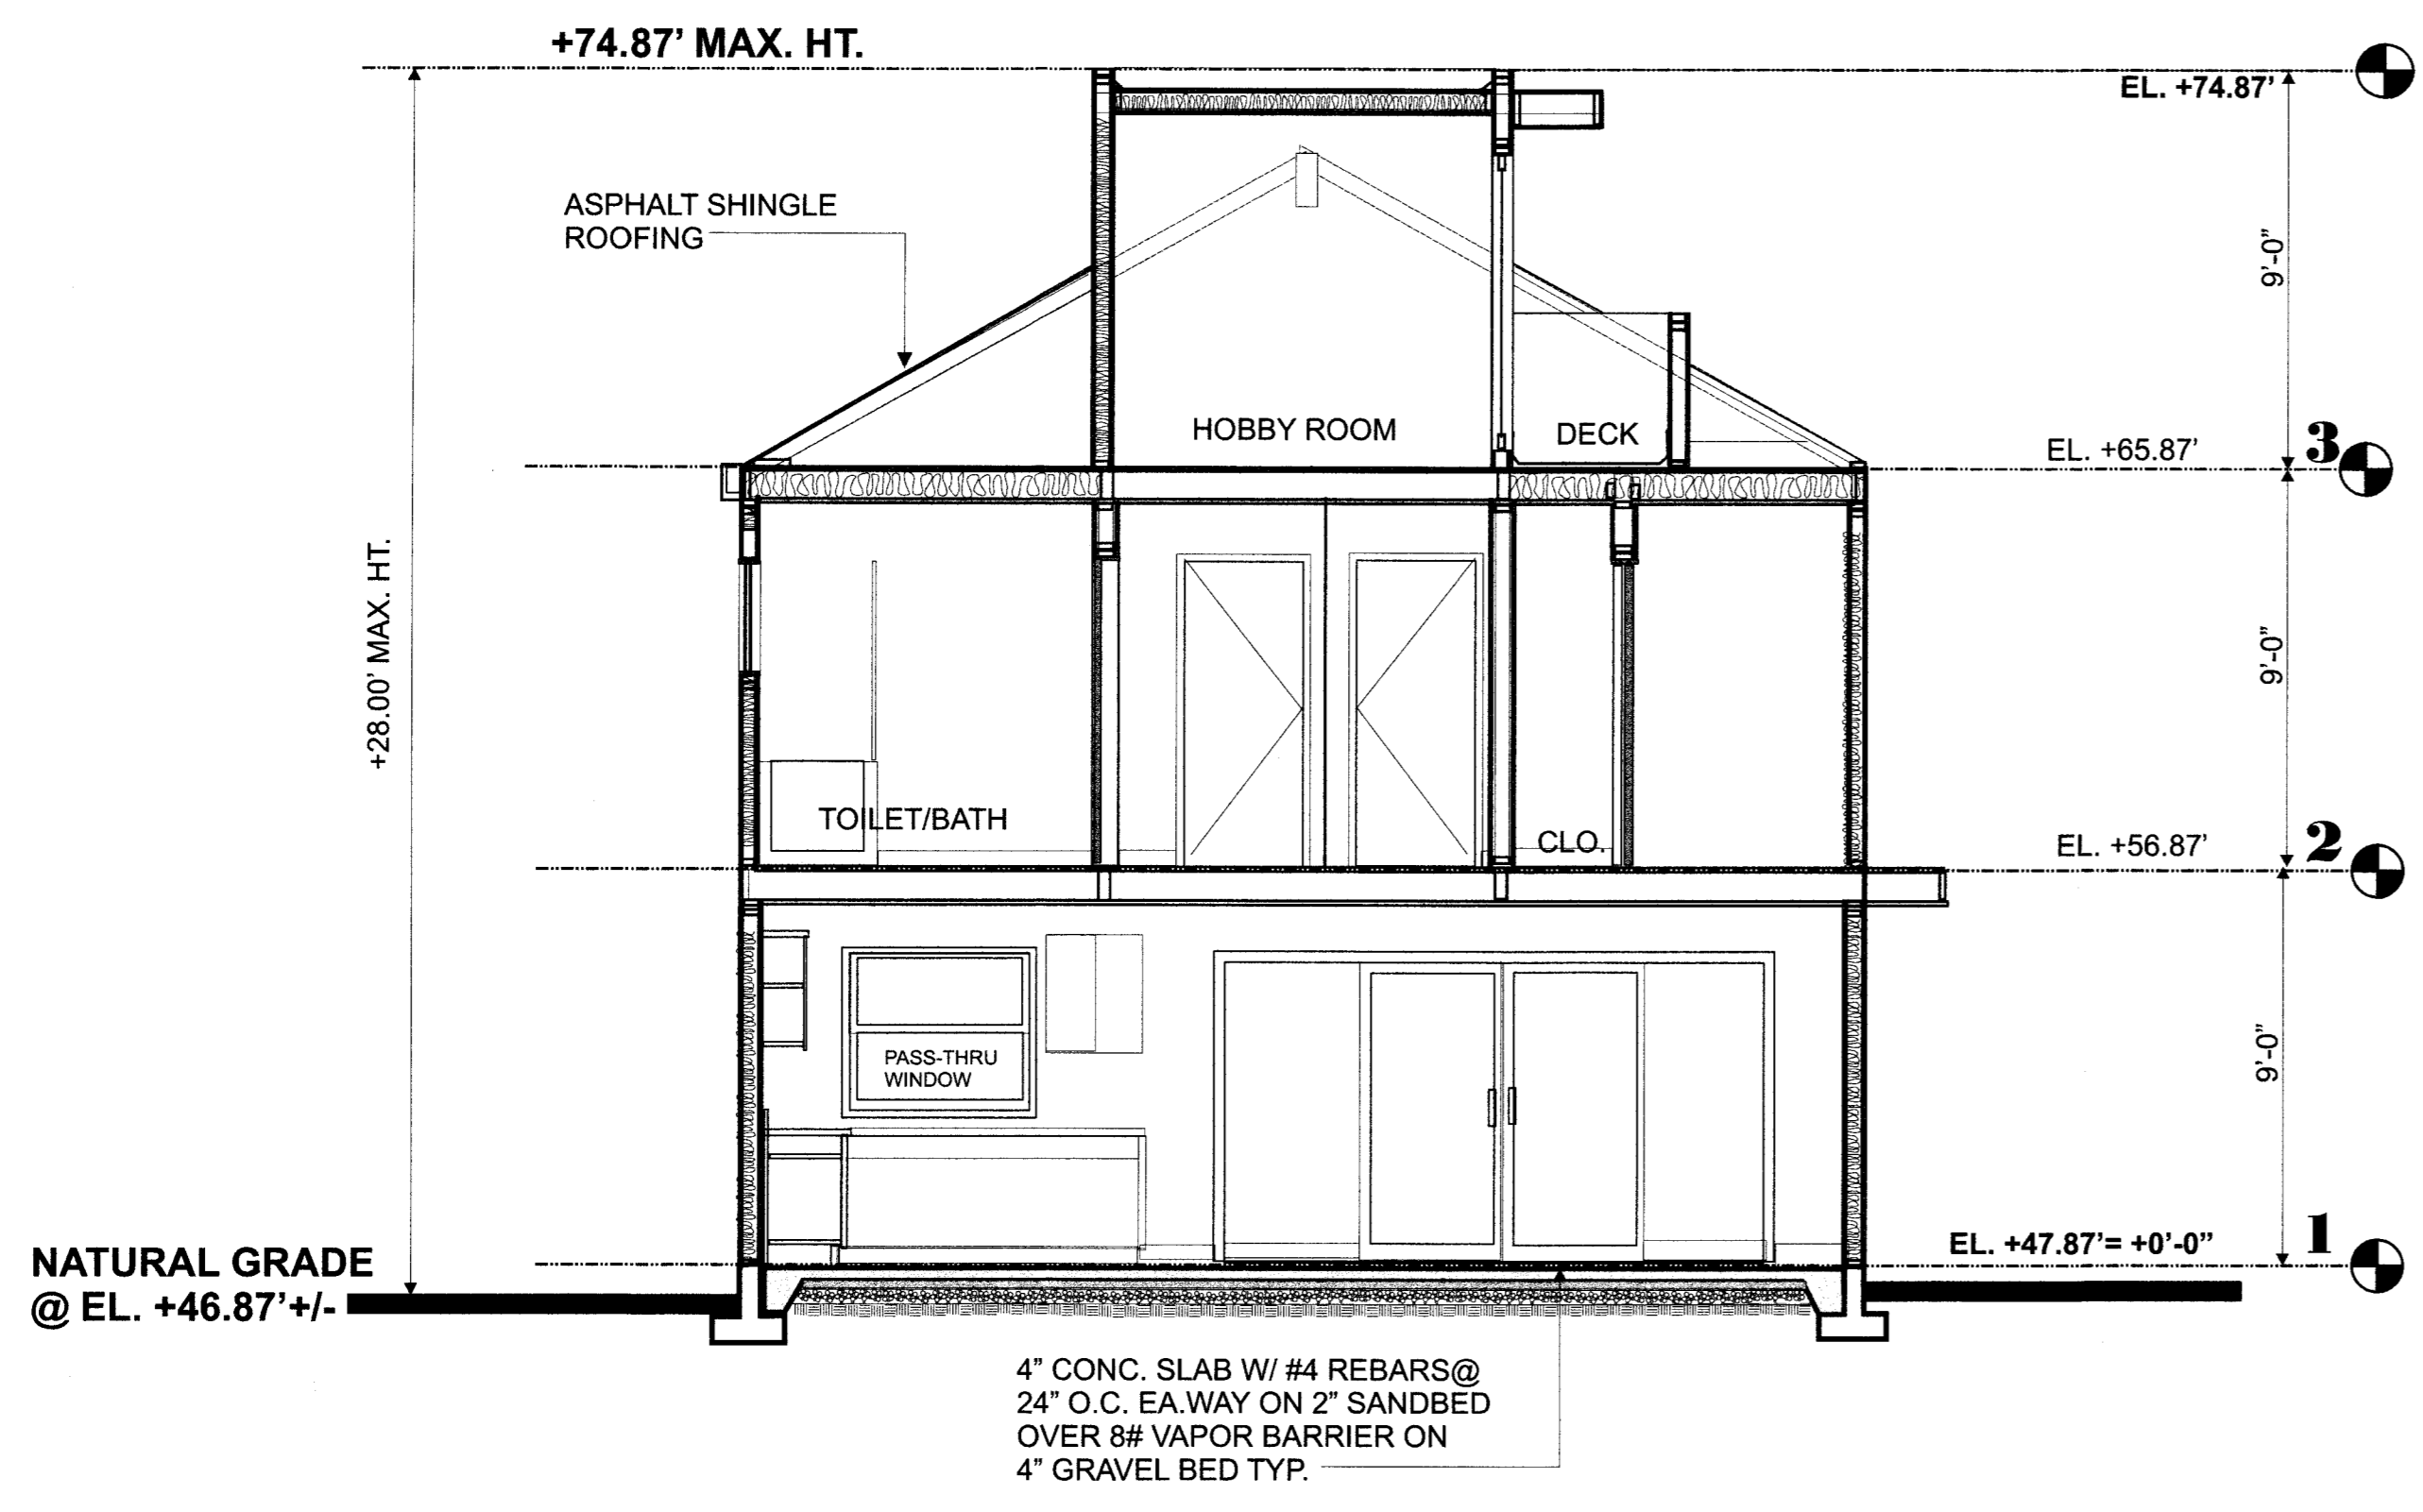 +74.87’ MAX. HT.
EL. +74.87’
ASPHALT SHINGLE
ROOFING
9’-0”
HOBBY ROOM
DECK
EL. +65.87’
3
+28.00’ MAX. HT.
9’-0”
TOILET/BATH
CLO.
EL. +56.87’
2
PASS-THRU
WINDOW
9’-0”
EL. +47.87’= +0’-0”
1
NATURAL GRADE
@ EL. +46.87’+/-
4” CONC. SLAB W/ #4 REBARS@
24” O.C. EA.WAY ON 2” SANDBED
OVER 8# VAPOR BARRIER ON
4” GRAVEL BED TYP.